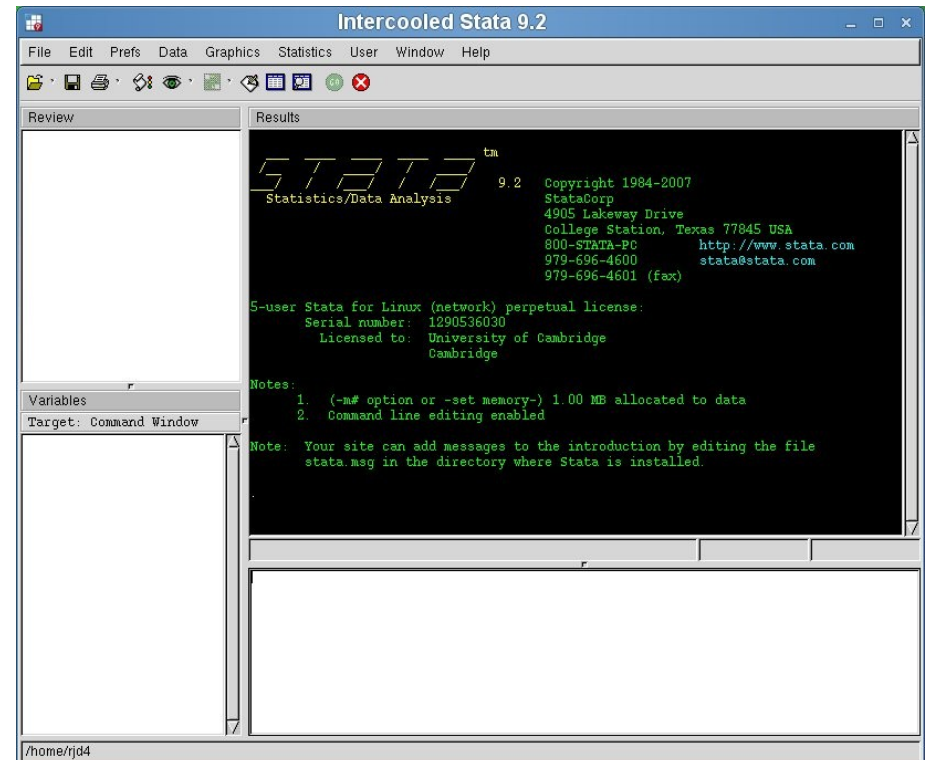 Intercooled Stata 9.2
File Edit Prefs Data Graphics Statistics User Window Help
Review
Results
STATA tm
9.2 Copyright 1984-2007
Statistics/Data Analysis StataCorp
4905 Lakeway Drive
College Station, Texas 77845 USA
800-STATA-PC http://www.stata.com
979-696-4600 stata@stata.com
979-696-4601 (fax)
5-user Stata for Linux (network) perpetual license:
Serial number: 1290536030
Licensed to: University of Cambridge
Cambridge
Notes:
1. (-m# option or -set memory-) 1.00 MB allocated to data
2. Command line editing enabled
Note: Your site can add messages to the introduction by editing the file
stata.msg in the directory where Stata is installed.
.
Variables
Target: Command Window
/home/rjd4